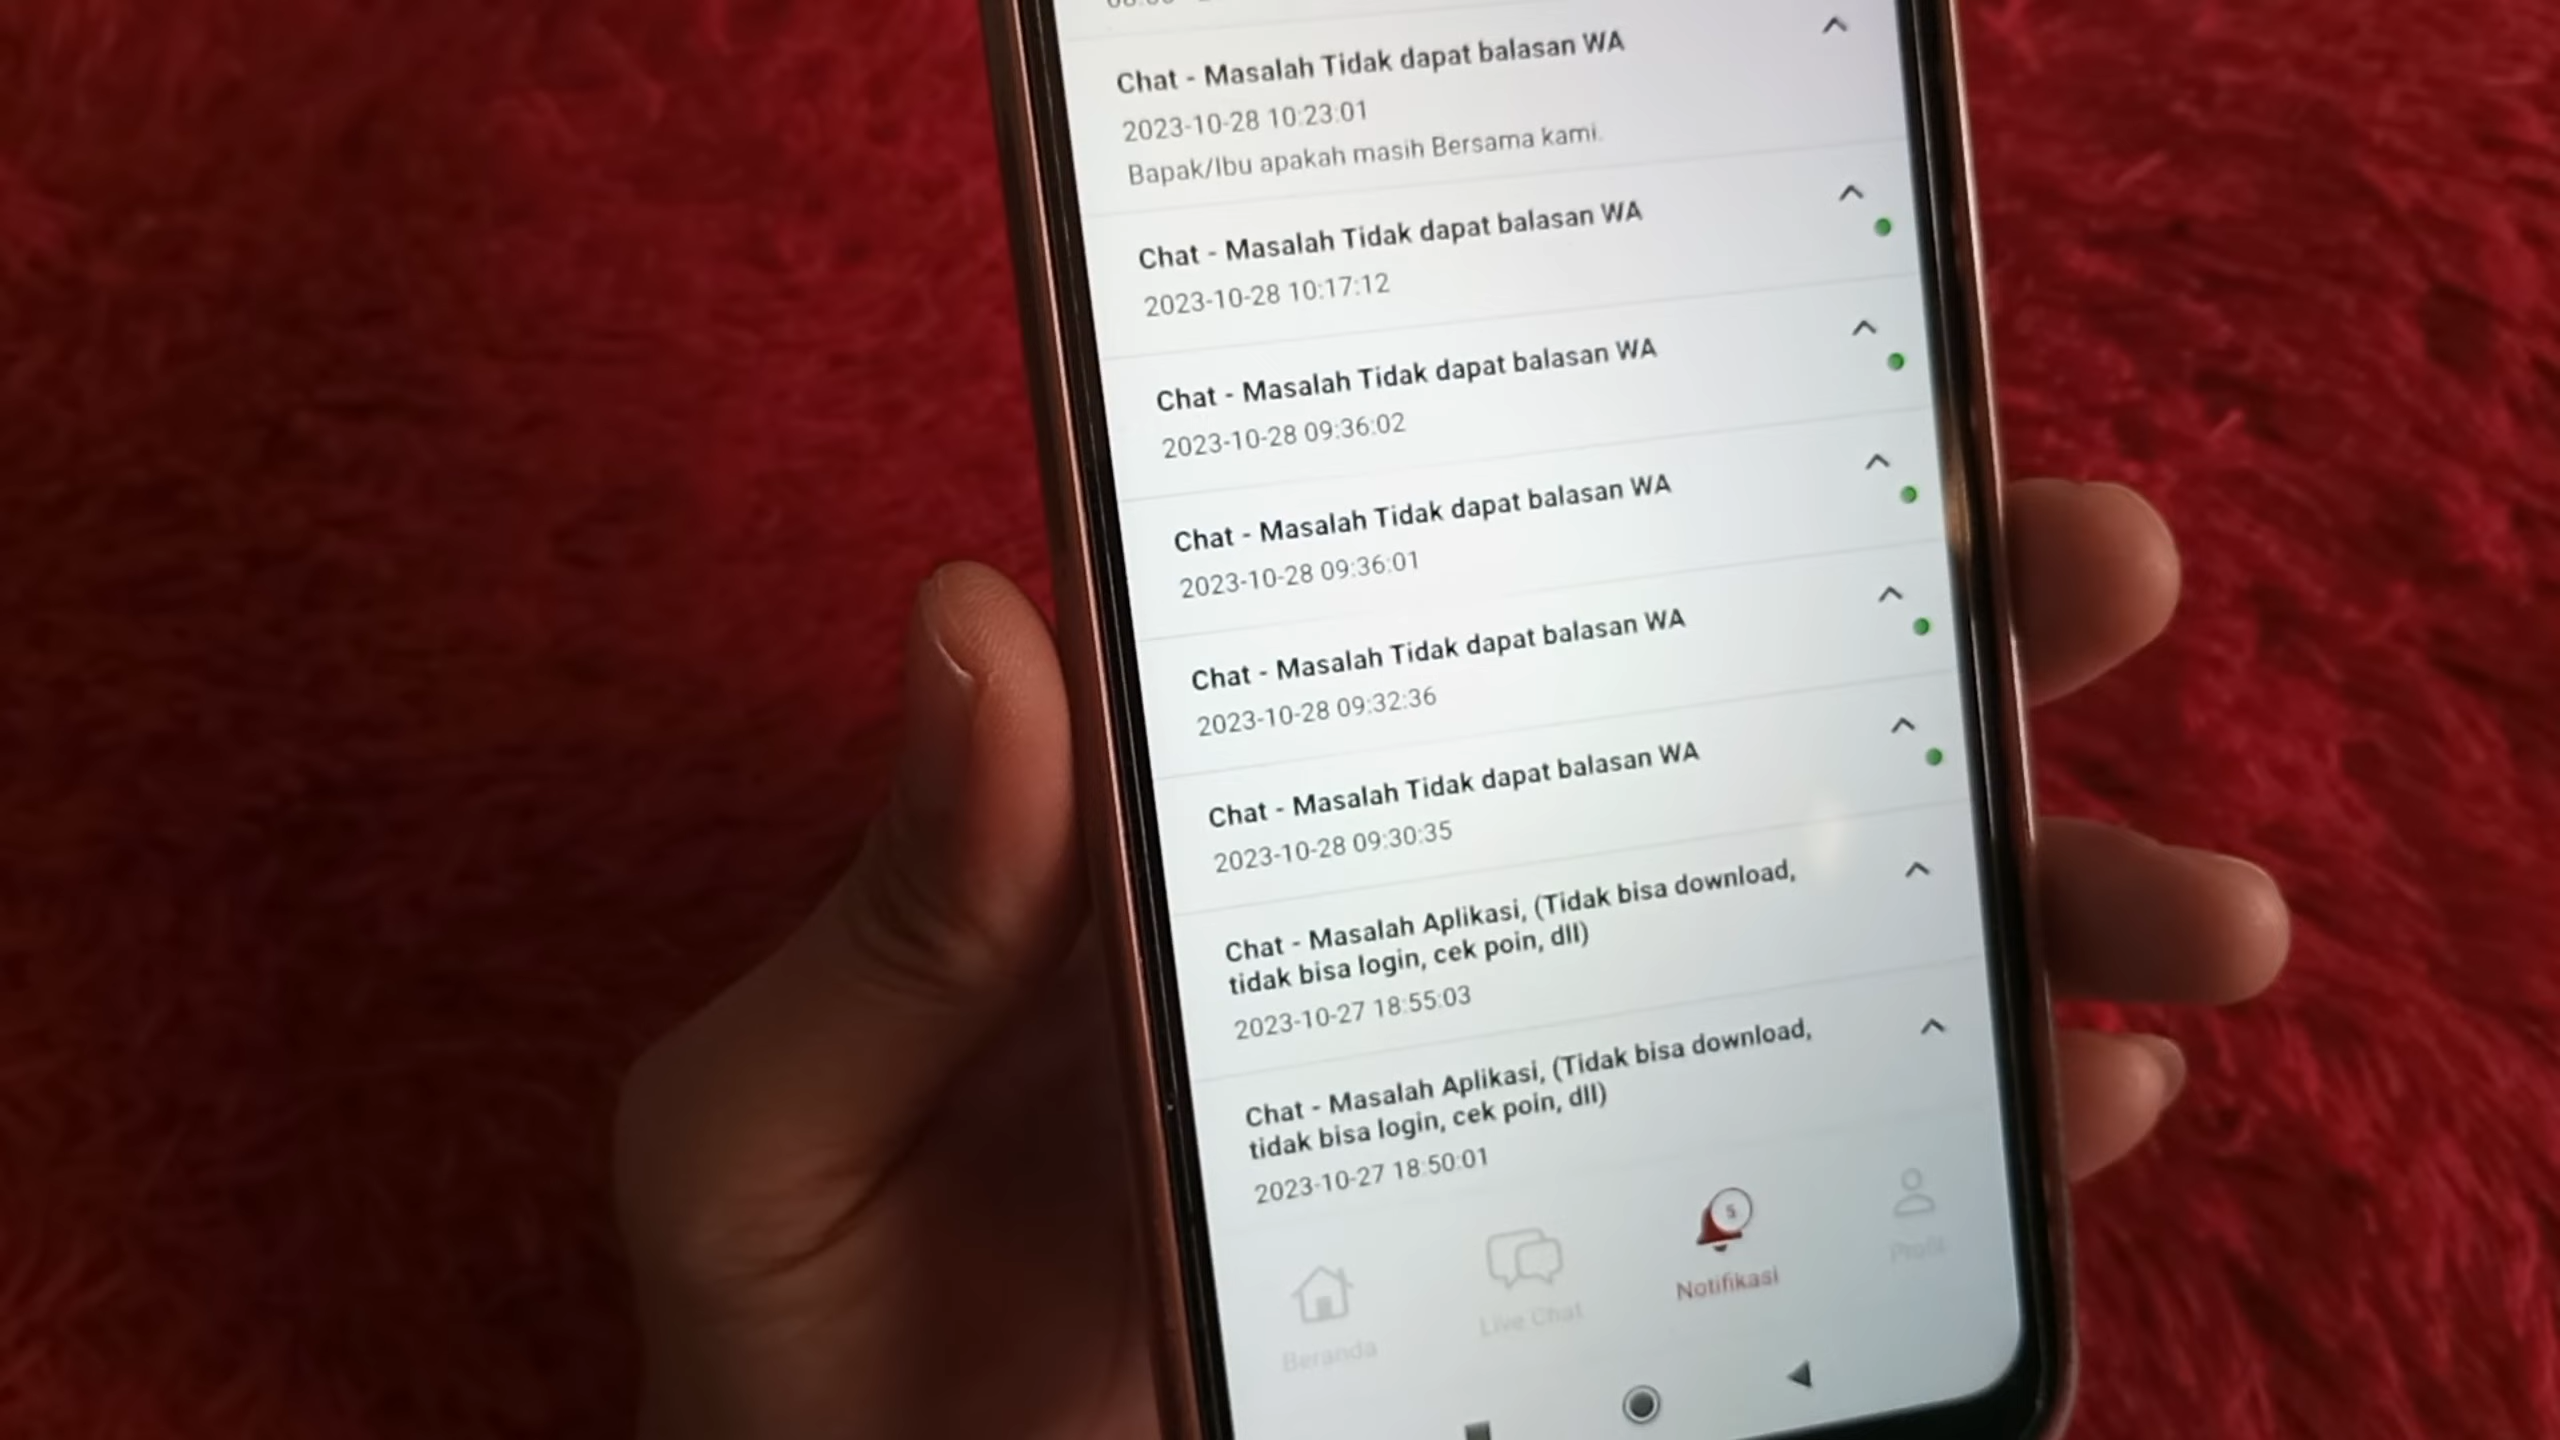 Chat - Masalah Tidak dapat balasan WA
2023-10-28 10:23:01
Bapak/Ibu apakah masih Bersama kami.
Chat - Masalah Tidak dapat balasan WA
2023-10-28 10:17:12
Chat - Masalah Tidak dapat balasan WA
2023-10-28 09:36:02
Chat - Masalah Tidak dapat balasan WA
2023-10-28 09:36:01
Chat - Masalah Tidak dapat balasan WA
2023-10-28 09:32:36
Chat - Masalah Tidak dapat balasan WA
2023-10-28 09:30:35
Chat - Masalah Aplikasi, (Tidak bisa download,
tidak bisa login, cek poin, dll)
2023-10-27 18:55:03
Chat - Masalah Aplikasi, (Tidak bisa download,
tidak bisa login, cek poin, dll)
2023-10-27 18:50:01
Beranda
Live Chat
5
Notifikasi
Profil